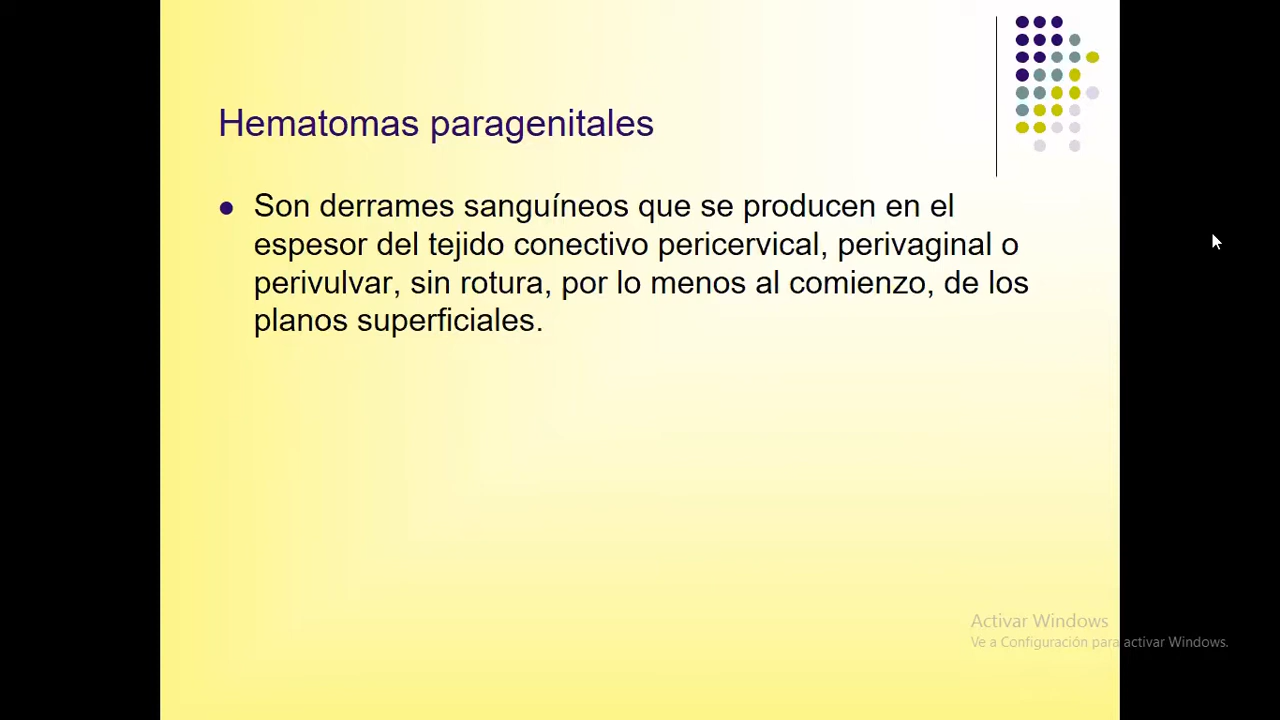 Hematomas paragenitales
Son derrames sanguíneos que se producen en el
espesor del tejido conectivo pericervical, perivaginal o
perivulvar, sin rotura, por lo menos al comienzo, de los
planos superficiales.
Activar Windows
Ve a Configuración para activar Windows.